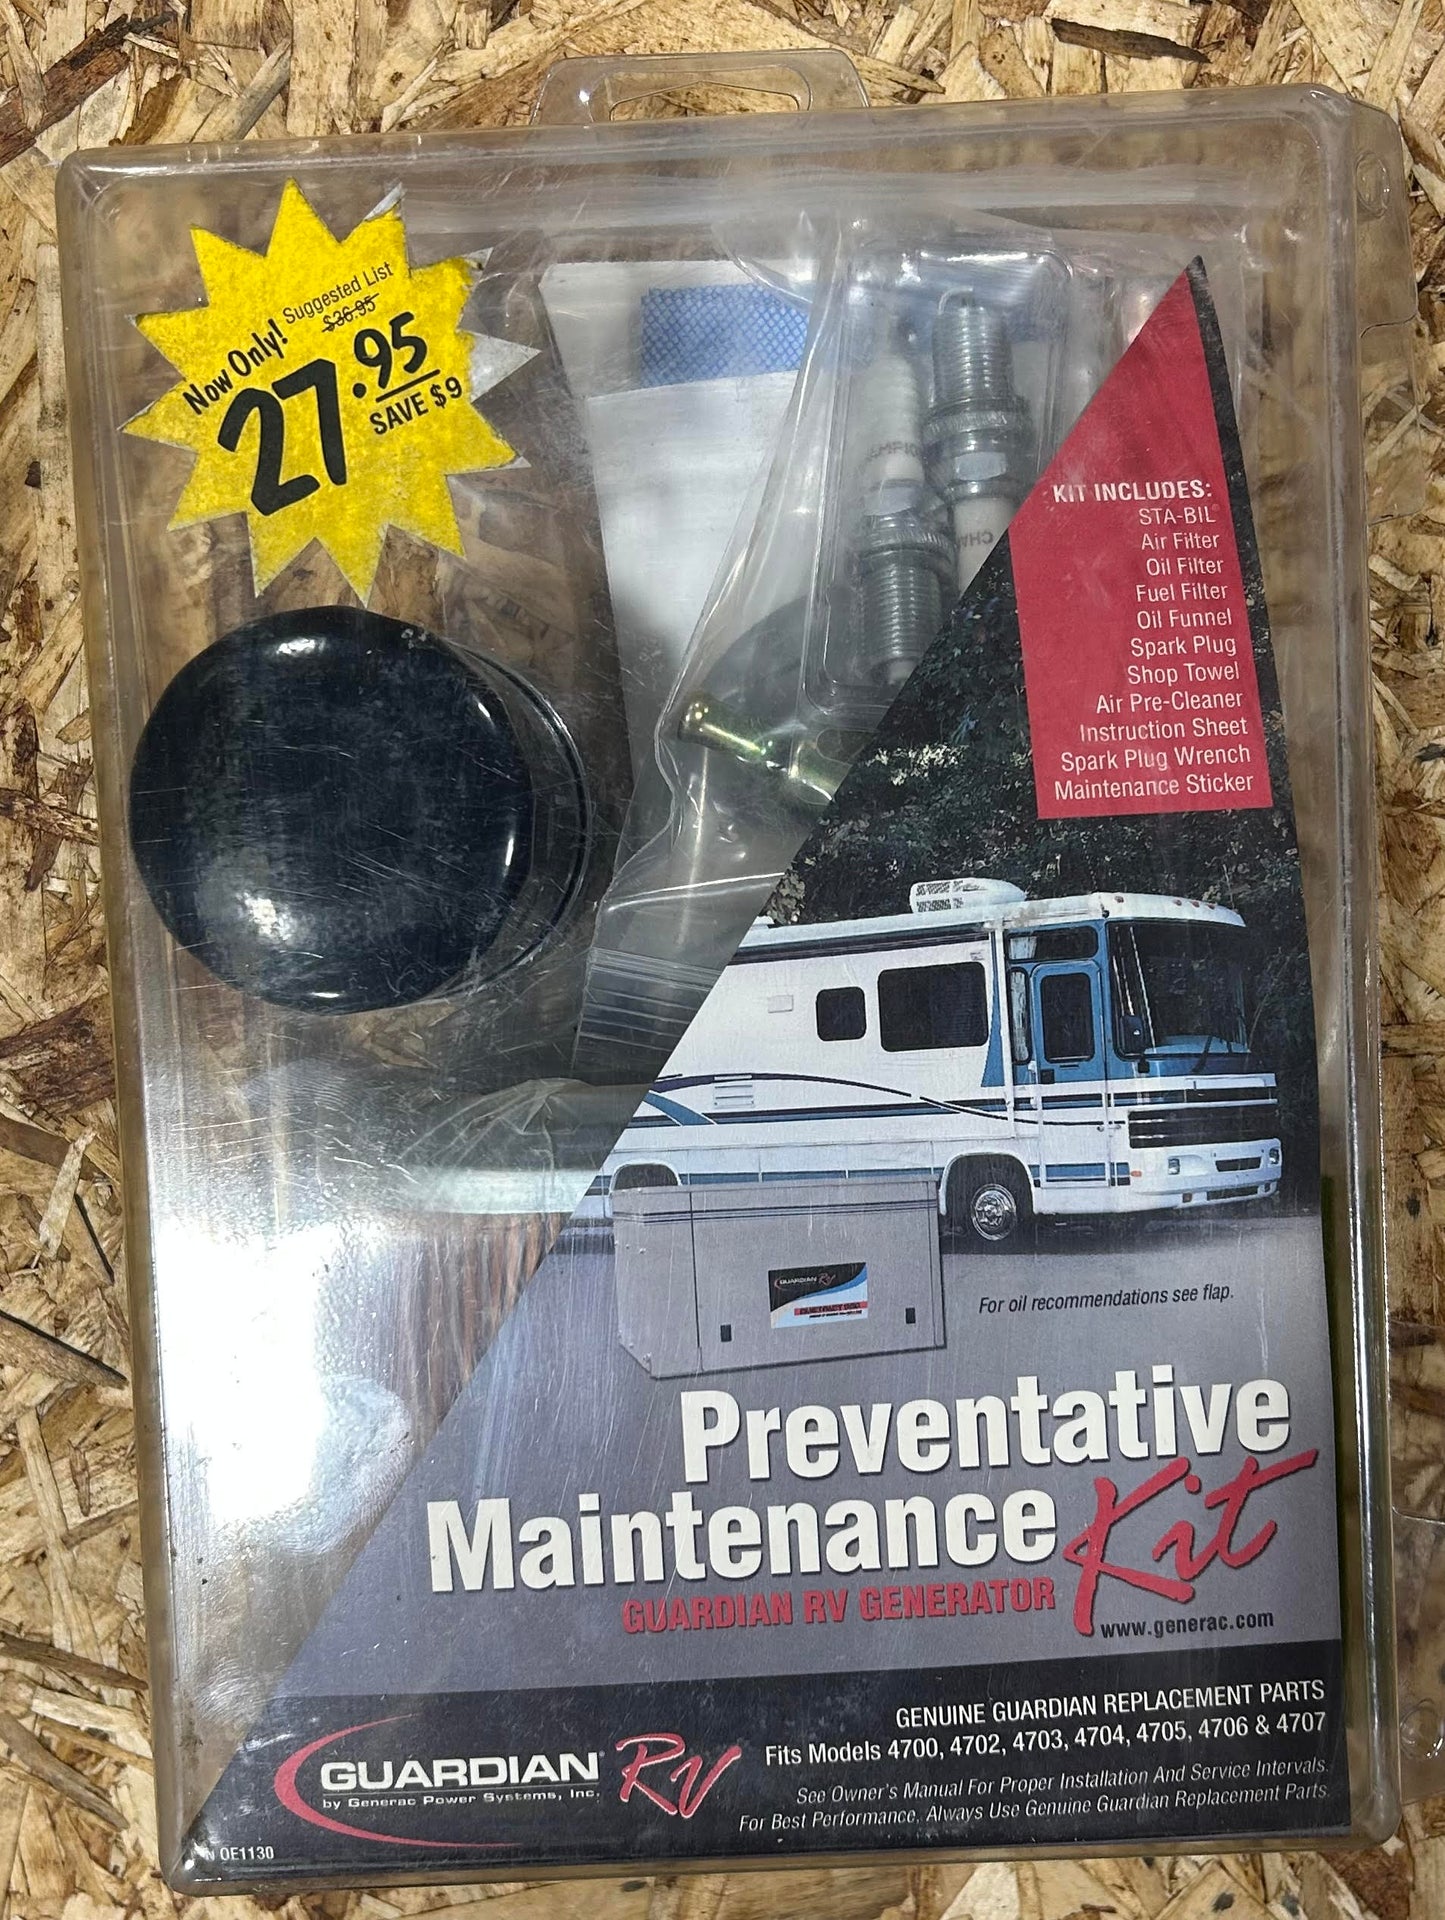 Suggested List
$36.95
Now Only!
27.95
SAVE $9
KIT INCLUDES:
STA-BIL®
Air Filter
Oil Filter
Fuel Filter
Oil Funnel
Spark Plug
Shop Towel
Air Pre-Cleaner
Instruction Sheet
Spark Plug Wrench
Maintenance Sticker
GUARDIAN RV
For oil recommendations see flap.
Preventative
Maintenance Kit
GUARDIAN RV GENERATOR
www.generac.com
GENUINE GUARDIAN REPLACEMENT PARTS
Fits Models 4700, 4702, 4703, 4704, 4705, 4706 & 4707
See Owner's Manual For Proper Installation And Service Intervals.
For Best Performance, Always Use Genuine Guardian Replacement Parts.
GUARDIAN® RV
by Generac Power Systems, Inc.
N 0E1130